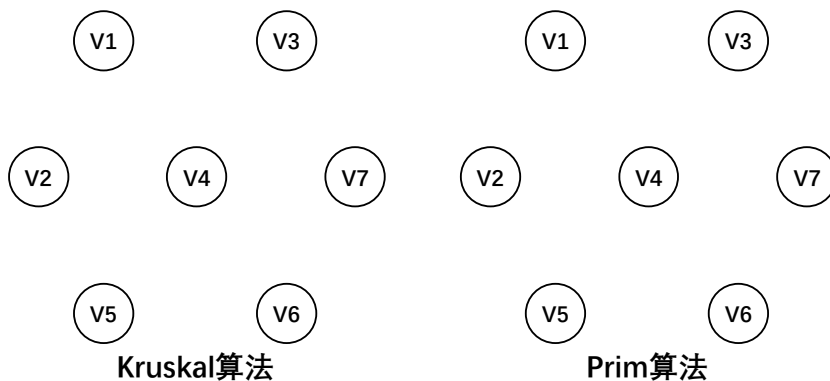 V1 V3 V1 V3
V2 V4 V7 V2 V4 V7
V5 V6 V5 V6
Kruskal算法 Prim算法